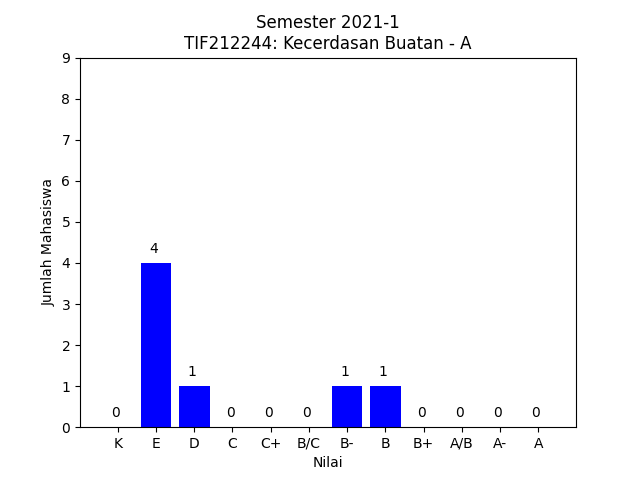 Semester 2021-1
TIF212244: Kecerdasan Buatan - A
9
8
7
6
5
4
3
2
1
0
Jumlah Mahasiswa
0 4 1 0 0 0 1 1 0 0 0 0
K E D C C+ B/C B- B B+ A/B A- A
Nilai